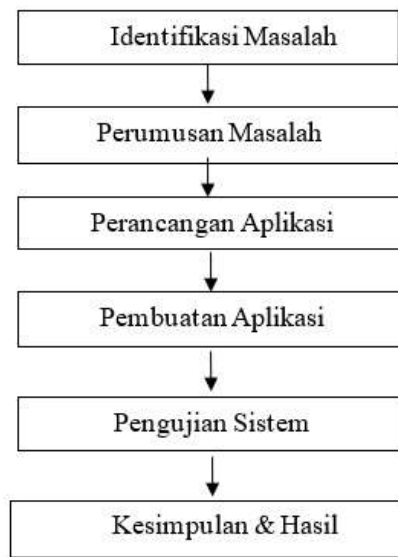 Identifikasi Masalah
Perumusan Masalah
Perancangan Aplikasi
Pembuatan Aplikasi
Pengujian Sistem
Kesimpulan & Hasil